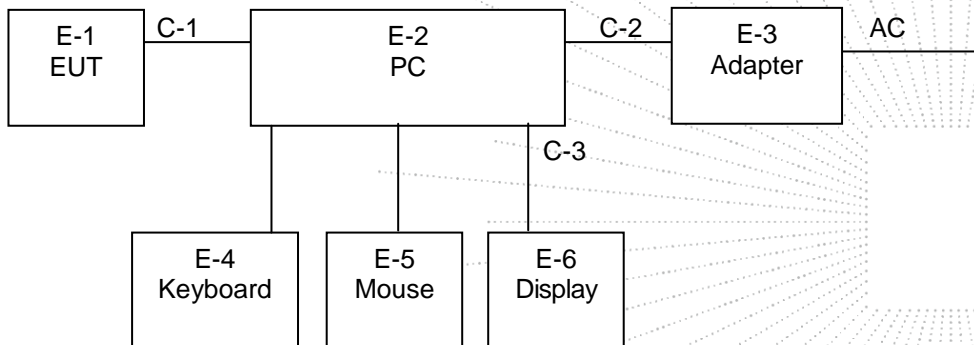 E-1
EUT
C-1
E-2
PC
C-2
E-3
Adapter
AC
C-3
E-4
Keyboard
E-5
Mouse
E-6
Display